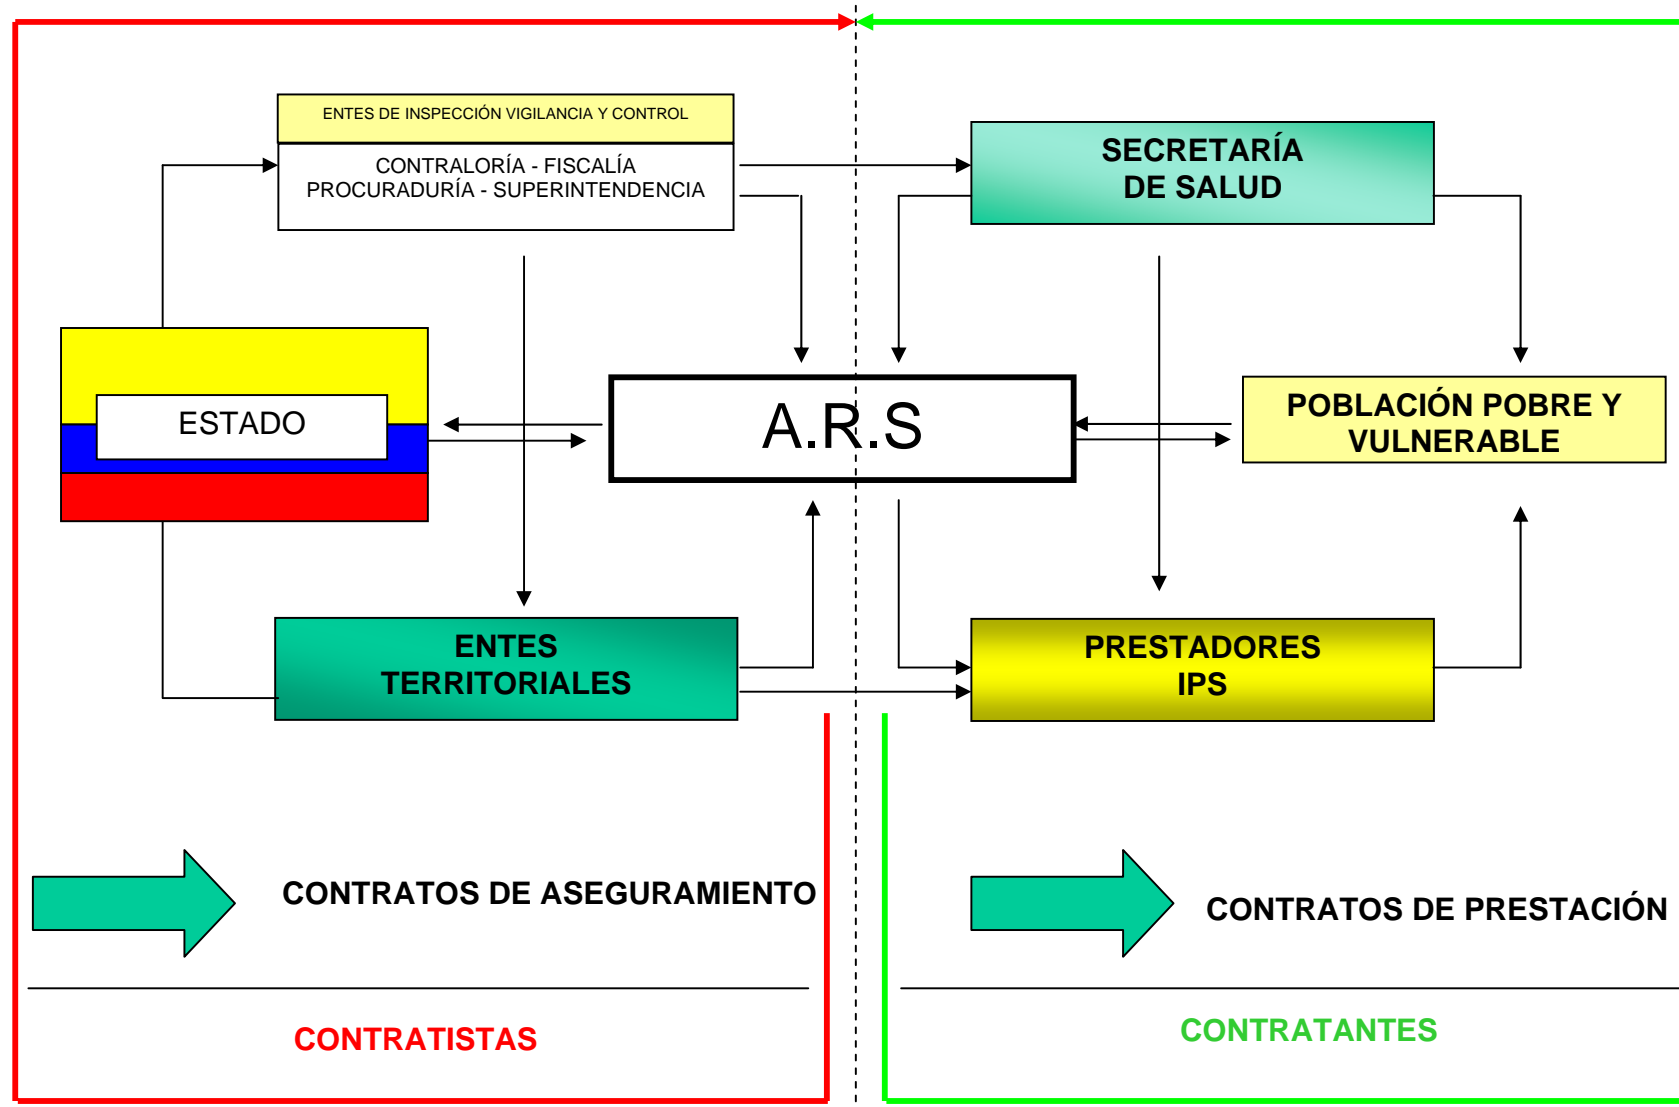 ENTES DE INSPECCIÓN VIGILANCIA Y CONTROL
CONTRALORÍA - FISCALÍA
PROCURADURÍA - SUPERINTENDENCIA
SECRETARÍA
DE SALUD
ESTADO
A.R.S
POBLACIÓN POBRE Y
VULNERABLE
ENTES
TERRITORIALES
PRESTADORES
IPS
CONTRATOS DE ASEGURAMIENTO
CONTRATOS DE PRESTACIÓN
CONTRATISTAS
CONTRATANTES